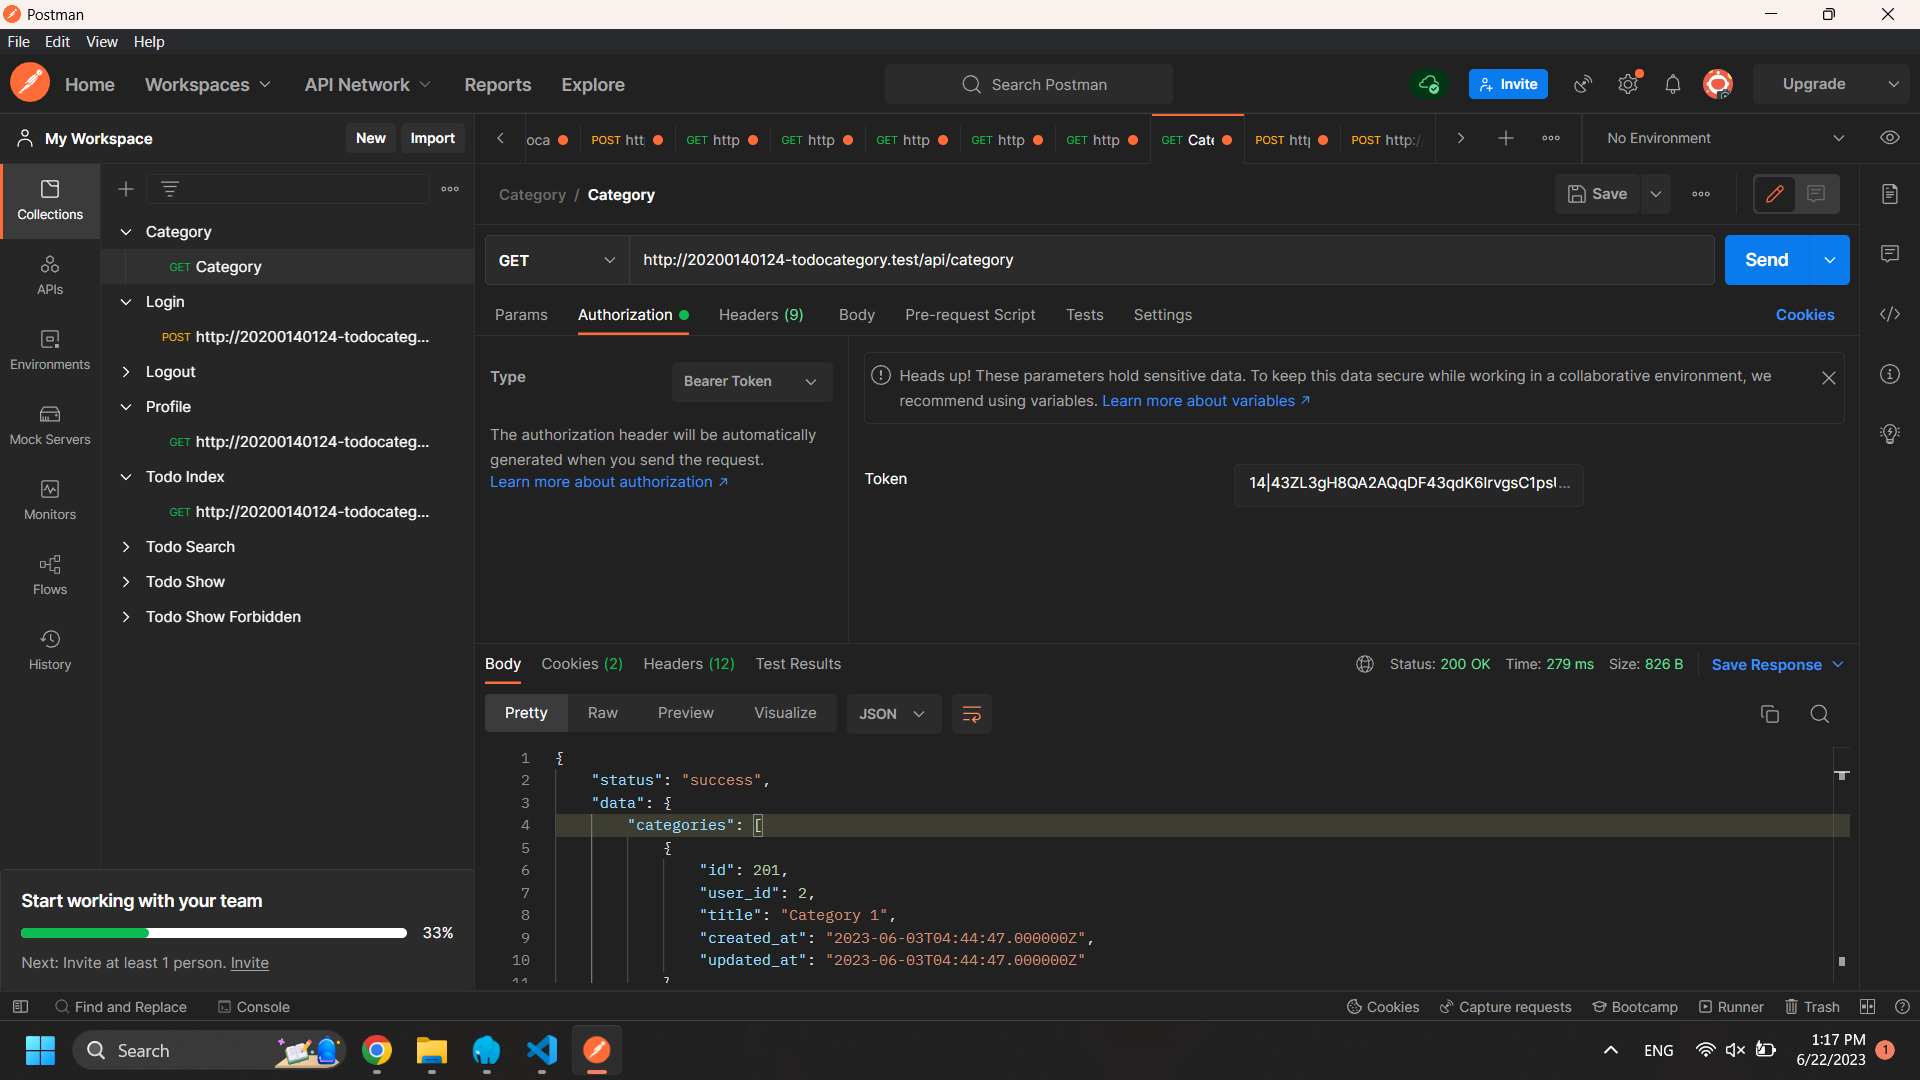 Postman
File Edit View Help
Home Workspaces API Network Reports Explore Search Postman Invite Upgrade
My Workspace New Import
oca POST htt GET http GET http GET http GET http GET http GET Cate POST http POST http:/ No Environment
Collections
APIs
Environments
Mock Servers
Monitors
Flows
History
Category
GET Category
Login
POST http://20200140124-todocateg...
Logout
Profile
GET http://20200140124-todocateg...
Todo Index
GET http://20200140124-todocateg...
Todo Search
Todo Show
Todo Show Forbidden
Start working with your team
33%
Next: Invite at least 1 person. Invite
Category / Category Save
GET http://20200140124-todocategory.test/api/category Send
Params Authorization Headers (9) Body Pre-request Script Tests Settings Cookies
Type Bearer Token
The authorization header will be automatically
generated when you send the request.
Learn more about authorization ↗
Heads up! These parameters hold sensitive data. To keep this data secure while working in a collaborative environment, we
recommend using variables. Learn more about variables ↗
Token 14|43ZL3gH8QA2AQqDF43qdK6IrvgsC1ps...
Body Cookies (2) Headers (12) Test Results Status: 200 OK Time: 279 ms Size: 826 B Save Response
Pretty Raw Preview Visualize JSON
1 {
2 "status": "success",
3 "data": {
4 "categories": [
5 {
6 "id": 201,
7 "user_id": 2,
8 "title": "Category 1",
9 "created_at": "2023-06-03T04:44:47.000000Z",
10 "updated_at": "2023-06-03T04:44:47.000000Z"
11 }
Find and Replace Console Cookies Capture requests Bootcamp Runner Trash
Search ENG 1:17 PM
6/22/2023 1